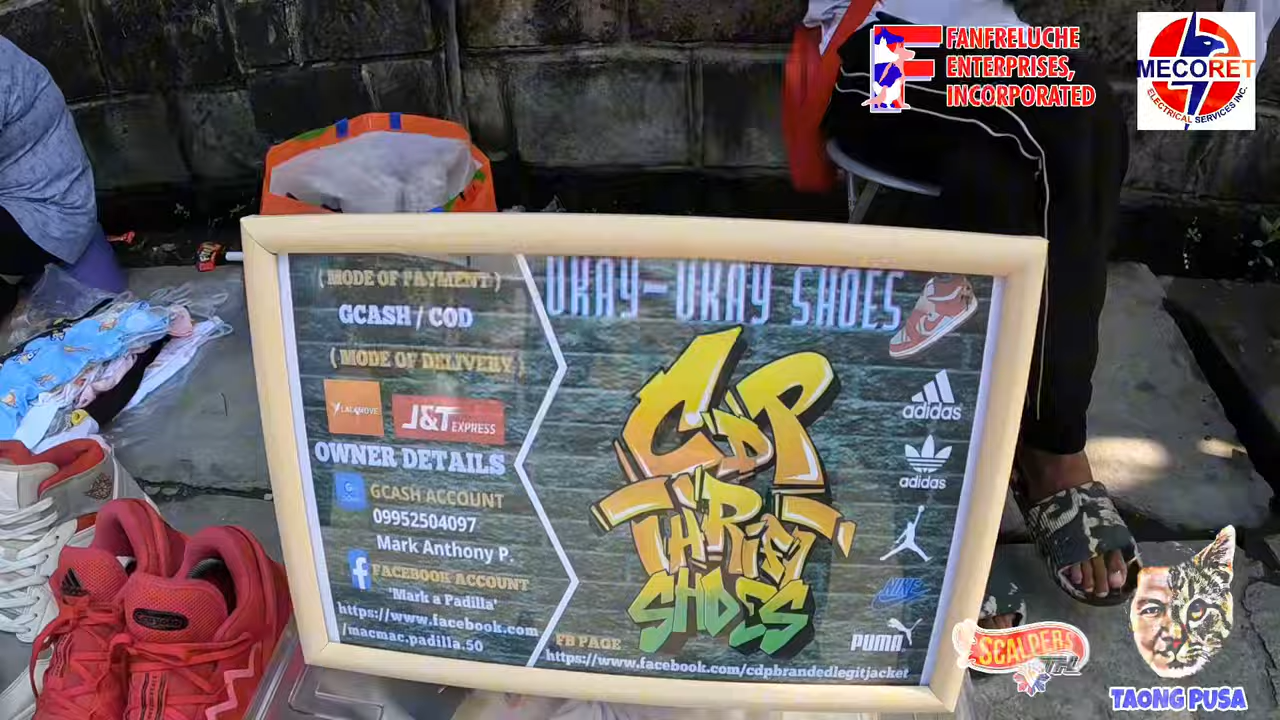 FANFRELUCHE
ENTERPRISES,
INCORPORATED
MECORET
ELECTRICAL SERVICES INC.
( MODE OF PAYMENT )
GCASH / COD
( MODE OF DELIVERY )
LALAMOVE
J&T
EXPRESS
OWNER DETAILS
GCASH ACCOUNT
09952504097
Mark Anthony P.
FACEBOOK ACCOUNT
'Mark a Padilla'
https://www.facebook.com
/macmac.padilla.50
UKAY-UKAY SHOES
CDP
THRIFT
SHOES
adidas
adidas
NIKE
PUMA
FB PAGE
https://www.facebook.com/cdpbrandedlegitjacket
SCALPERS
TFL
TAONG PUSA